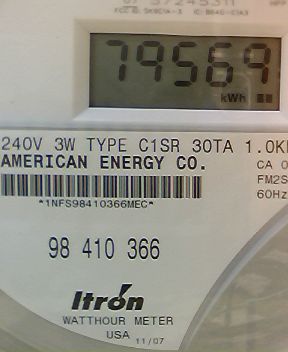 79569
kWh
240V 3W TYPE C1SR 30TA 1.0K
AMERICAN ENERGY CO.
CA 0
FM2S
60Hz
*1NFS98410366MEC*
98 410 366
Itron
WATTHOUR METER
USA 11/07